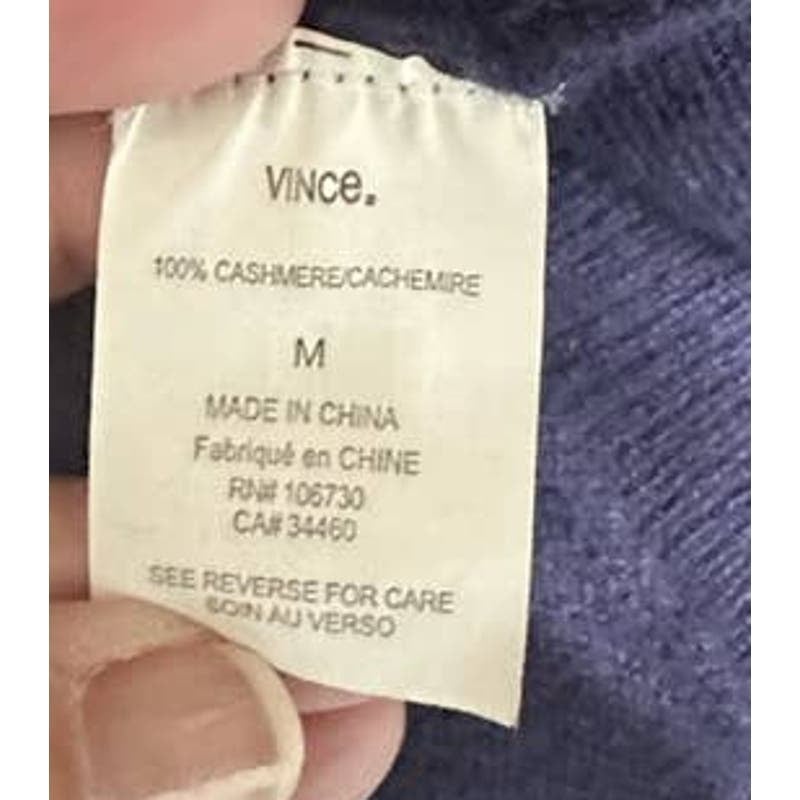 VINCe.
100% CASHMERE/CACHEMIRE
M
MADE IN CHINA
Fabriqué en CHINE
RN# 106730
CA# 34460
SEE REVERSE FOR CARE
SOIN AU VERSO